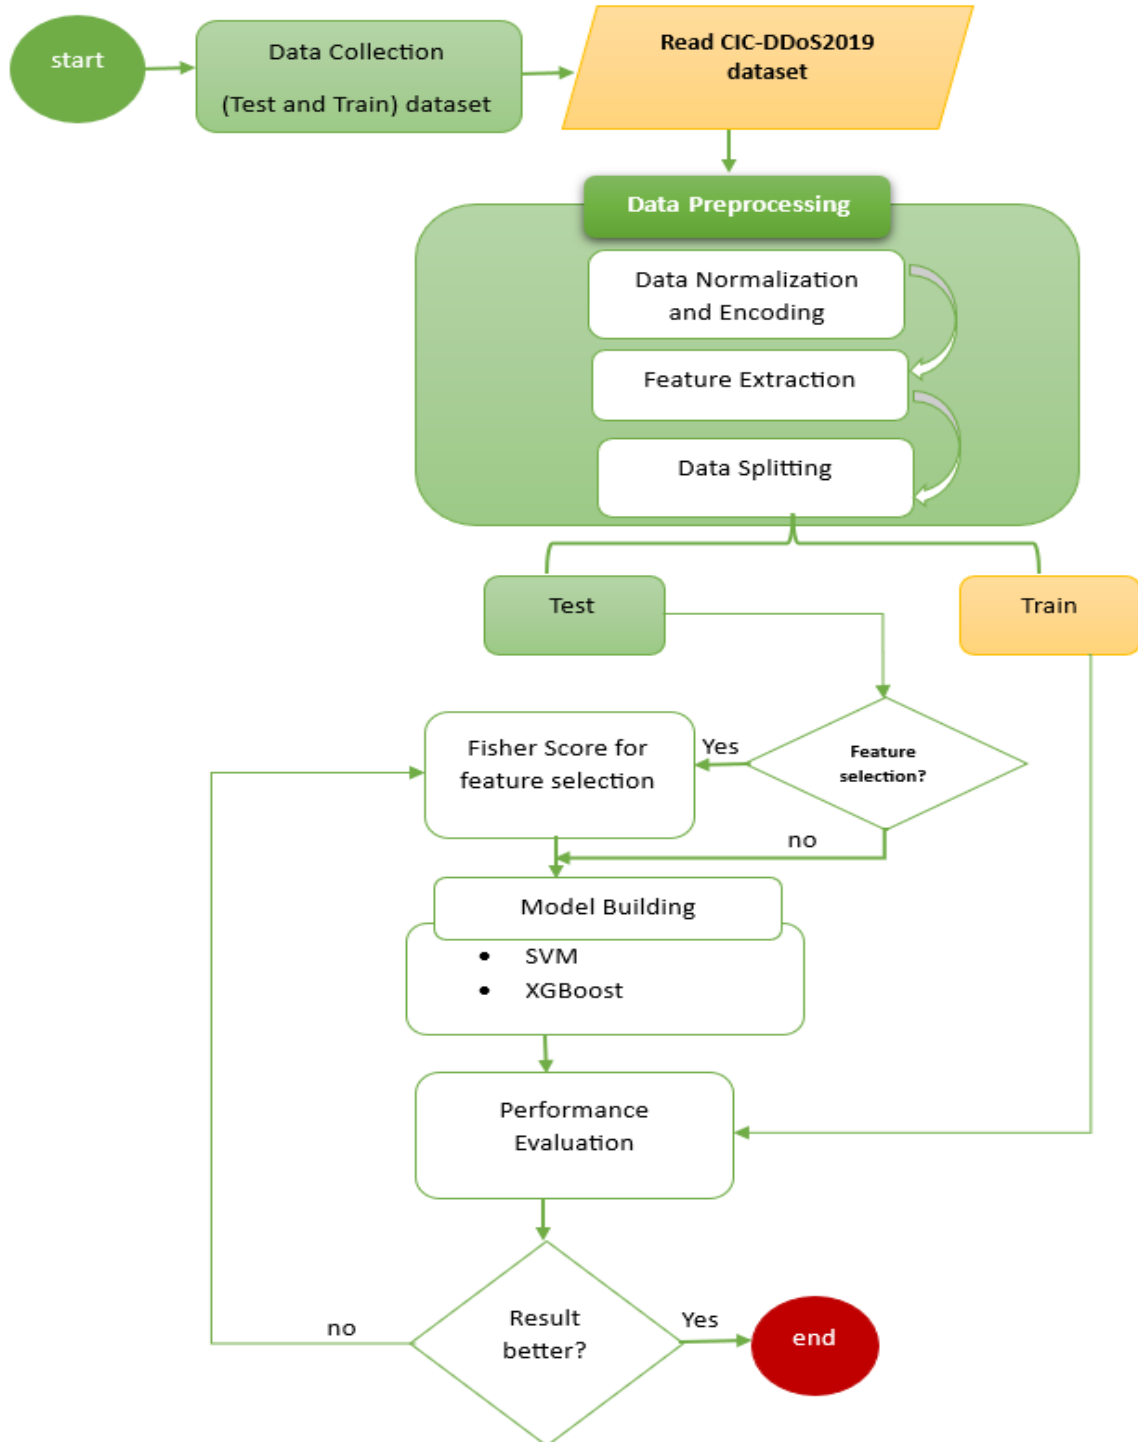 start
Data Collection
(Test and Train) dataset
Read CIC-DDoS2019
dataset
Data Preprocessing
Data Normalization
and Encoding
Feature Extraction
Data Splitting
Test
Train
Fisher Score for
feature selection
Yes
Feature
selection?
no
Model Building
• SVM
• XGBoost
Performance
Evaluation
Result
better?
no
Yes
end